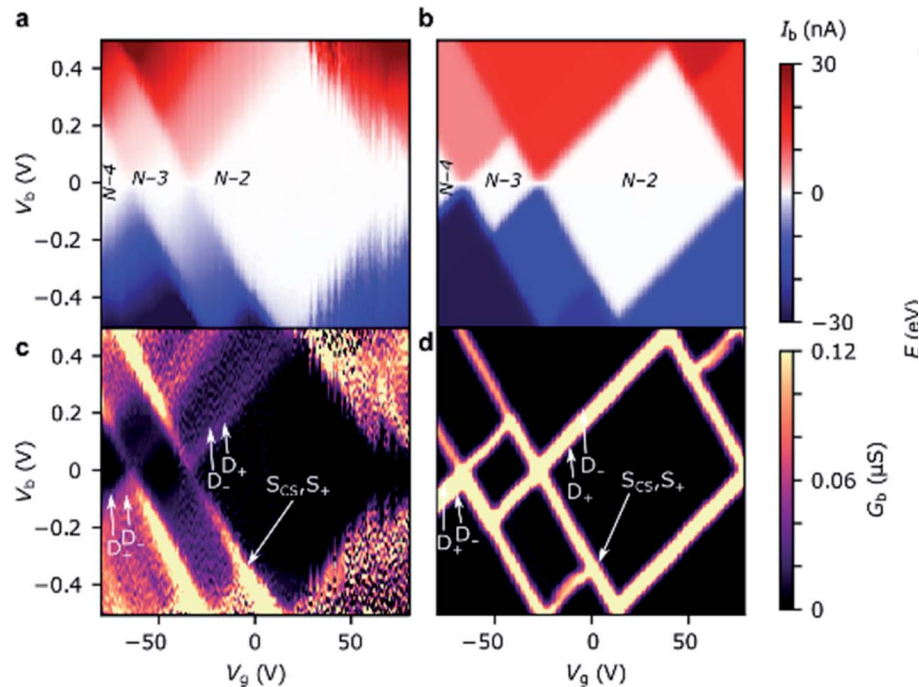 a
b
I_b (nA)
V_b (V)
0.4
0.2
0
−0.2
−0.4
N−4
N−3
N−2
N−4
N−3
N−2
30
0
−30
E (eV)
c
d
V_b (V)
0.4
0.2
0
−0.2
−0.4
D_− D_+
S_CS, S_+
D_+ D_−
D_−
D_+
S_CS, S_+
D_+ D_−
0.12
0.06
0
G_b (μS)
−50 0 50
−50 0 50
V_g (V)
V_g (V)